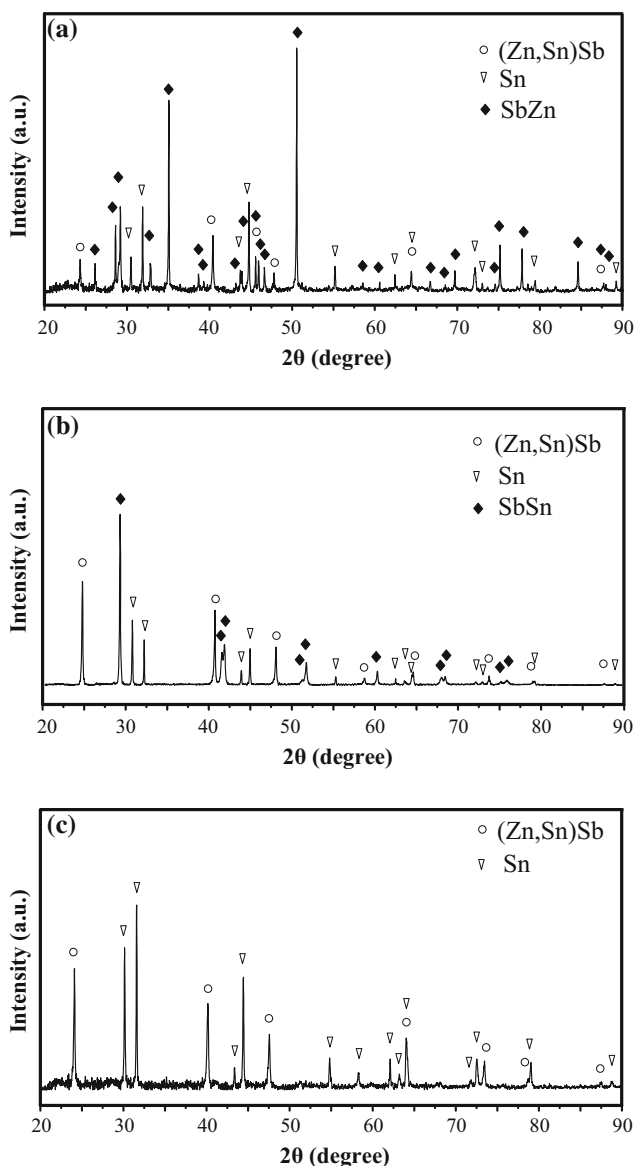 (a)
○ (Zn,Sn)Sb
▽ Sn
◆ SbZn
Intensity (a.u.)
20 30 40 50 60 70 80 90
2θ (degree)
(b)
○ (Zn,Sn)Sb
▽ Sn
◆ SbSn
Intensity (a.u.)
20 30 40 50 60 70 80 90
2θ (degree)
(c)
○ (Zn,Sn)Sb
▽ Sn
Intensity (a.u.)
20 30 40 50 60 70 80 90
2θ (degree)